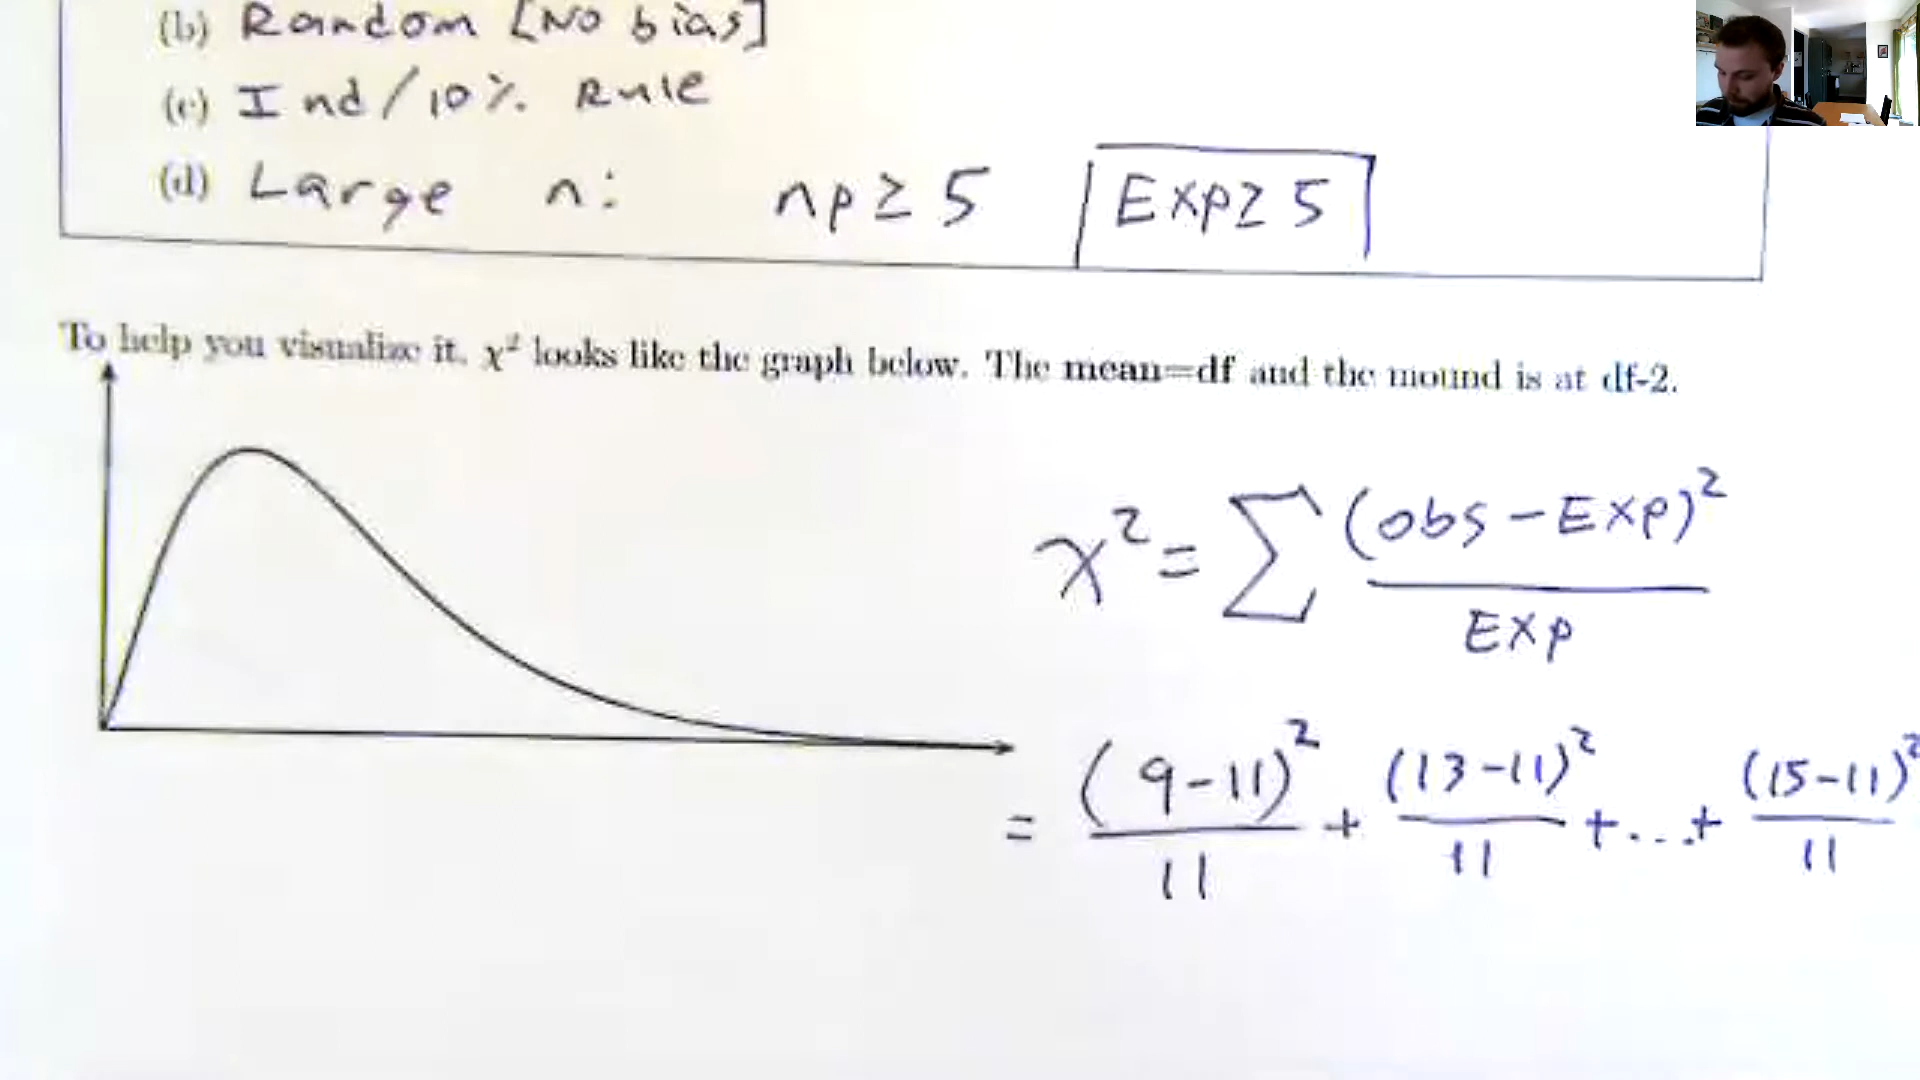 (b) Random [No bias]
(c) Ind/10% Rule
(d) Large n: np ≥ 5 Exp ≥ 5
To help you visualize it, χ² looks like the graph below. The mean=df and the mound is at df-2.
χ² = Σ (obs - Exp)² / Exp
= (9-11)² / 11 + (13-11)² / 11 + ... + (15-11)² / 11